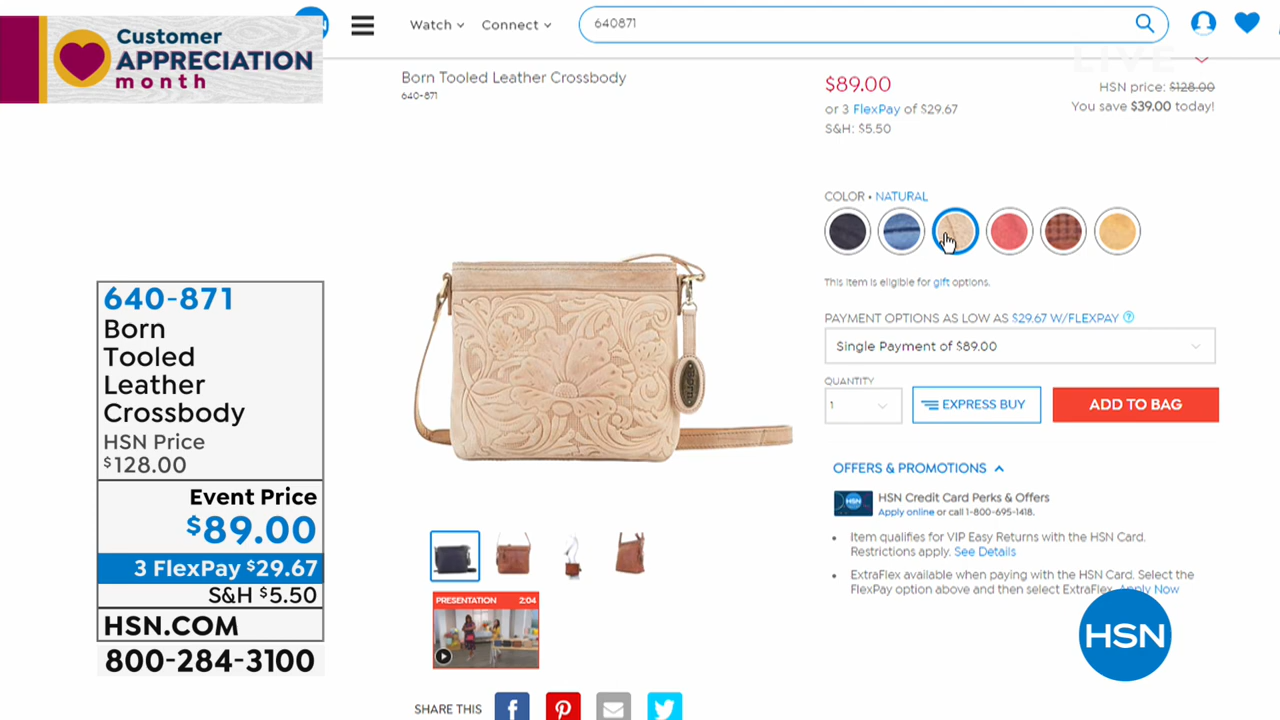 Customer
APPRECIATION
month
Watch
Connect
640871
LIVE
Born Tooled Leather Crossbody
640-871
$89.00
or 3 FlexPay of $29.67
S&H: $5.50
HSN price: $128.00
You save $39.00 today!
COLOR • NATURAL
This item is eligible for gift options.
PAYMENT OPTIONS AS LOW AS $29.67 W/FLEXPAY ?
Single Payment of $89.00
QUANTITY
1
EXPRESS BUY
ADD TO BAG
OFFERS & PROMOTIONS
HSN
HSN Credit Card Perks & Offers
Apply online or call 1-800-695-1418.
• Item qualifies for VIP Easy Returns with the HSN Card.
Restrictions apply. See Details
• ExtraFlex available when paying with the HSN Card. Select the
FlexPay option above and then select ExtraFlex. Apply Now
640-871
Born
Tooled
Leather
Crossbody
HSN Price
$128.00
Event Price
$89.00
3 FlexPay $29.67
S&H $5.50
HSN.COM
800-284-3100
PRESENTATION 2:04
SHARE THIS
HSN